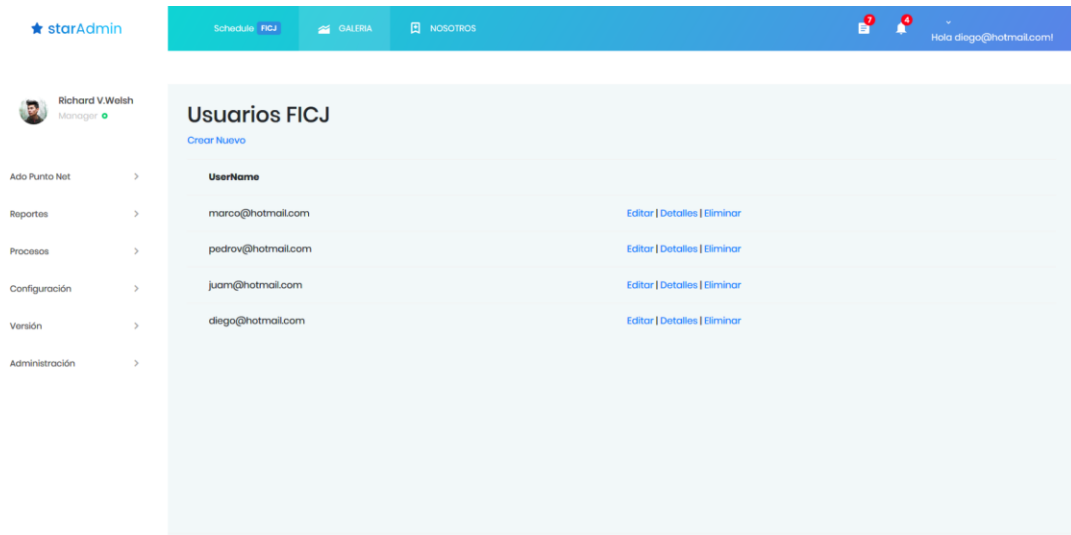 starAdmin
Schedule FICJ GALERIA NOSOTROS 7 4
Hola diego@hotmail.com!
Richard V.Welsh
Manager
Ado Punto Net
Reportes
Procesos
Configuración
Versión
Administración
Usuarios FICJ
Crear Nuevo
UserName
marco@hotmail.com Editar | Detalles | Eliminar
pedrov@hotmail.com Editar | Detalles | Eliminar
juam@hotmail.com Editar | Detalles | Eliminar
diego@hotmail.com Editar | Detalles | Eliminar